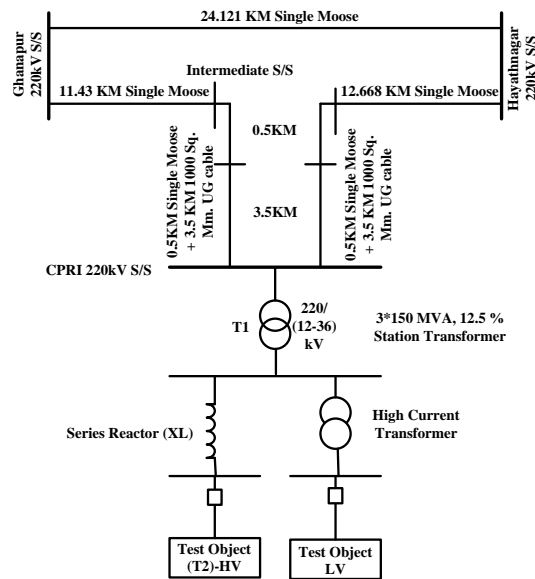 24.121 KM Single Moose
Ghanapur
220kV S/S
Hayathnagar
220kV S/S
Intermediate S/S
11.43 KM Single Moose
12.668 KM Single Moose
0.5KM
0.5KM Single Moose
+ 3.5 KM 1000 Sq.
Mm. UG cable
3.5KM
0.5KM Single Moose
+ 3.5 KM 1000 Sq.
Mm. UG cable
CPRI 220kV S/S
T1
220/
(12-36)
kV
3*150 MVA, 12.5 %
Station Transformer
Series Reactor (XL)
High Current
Transformer
Test Object
(T2)-HV
Test Object
LV